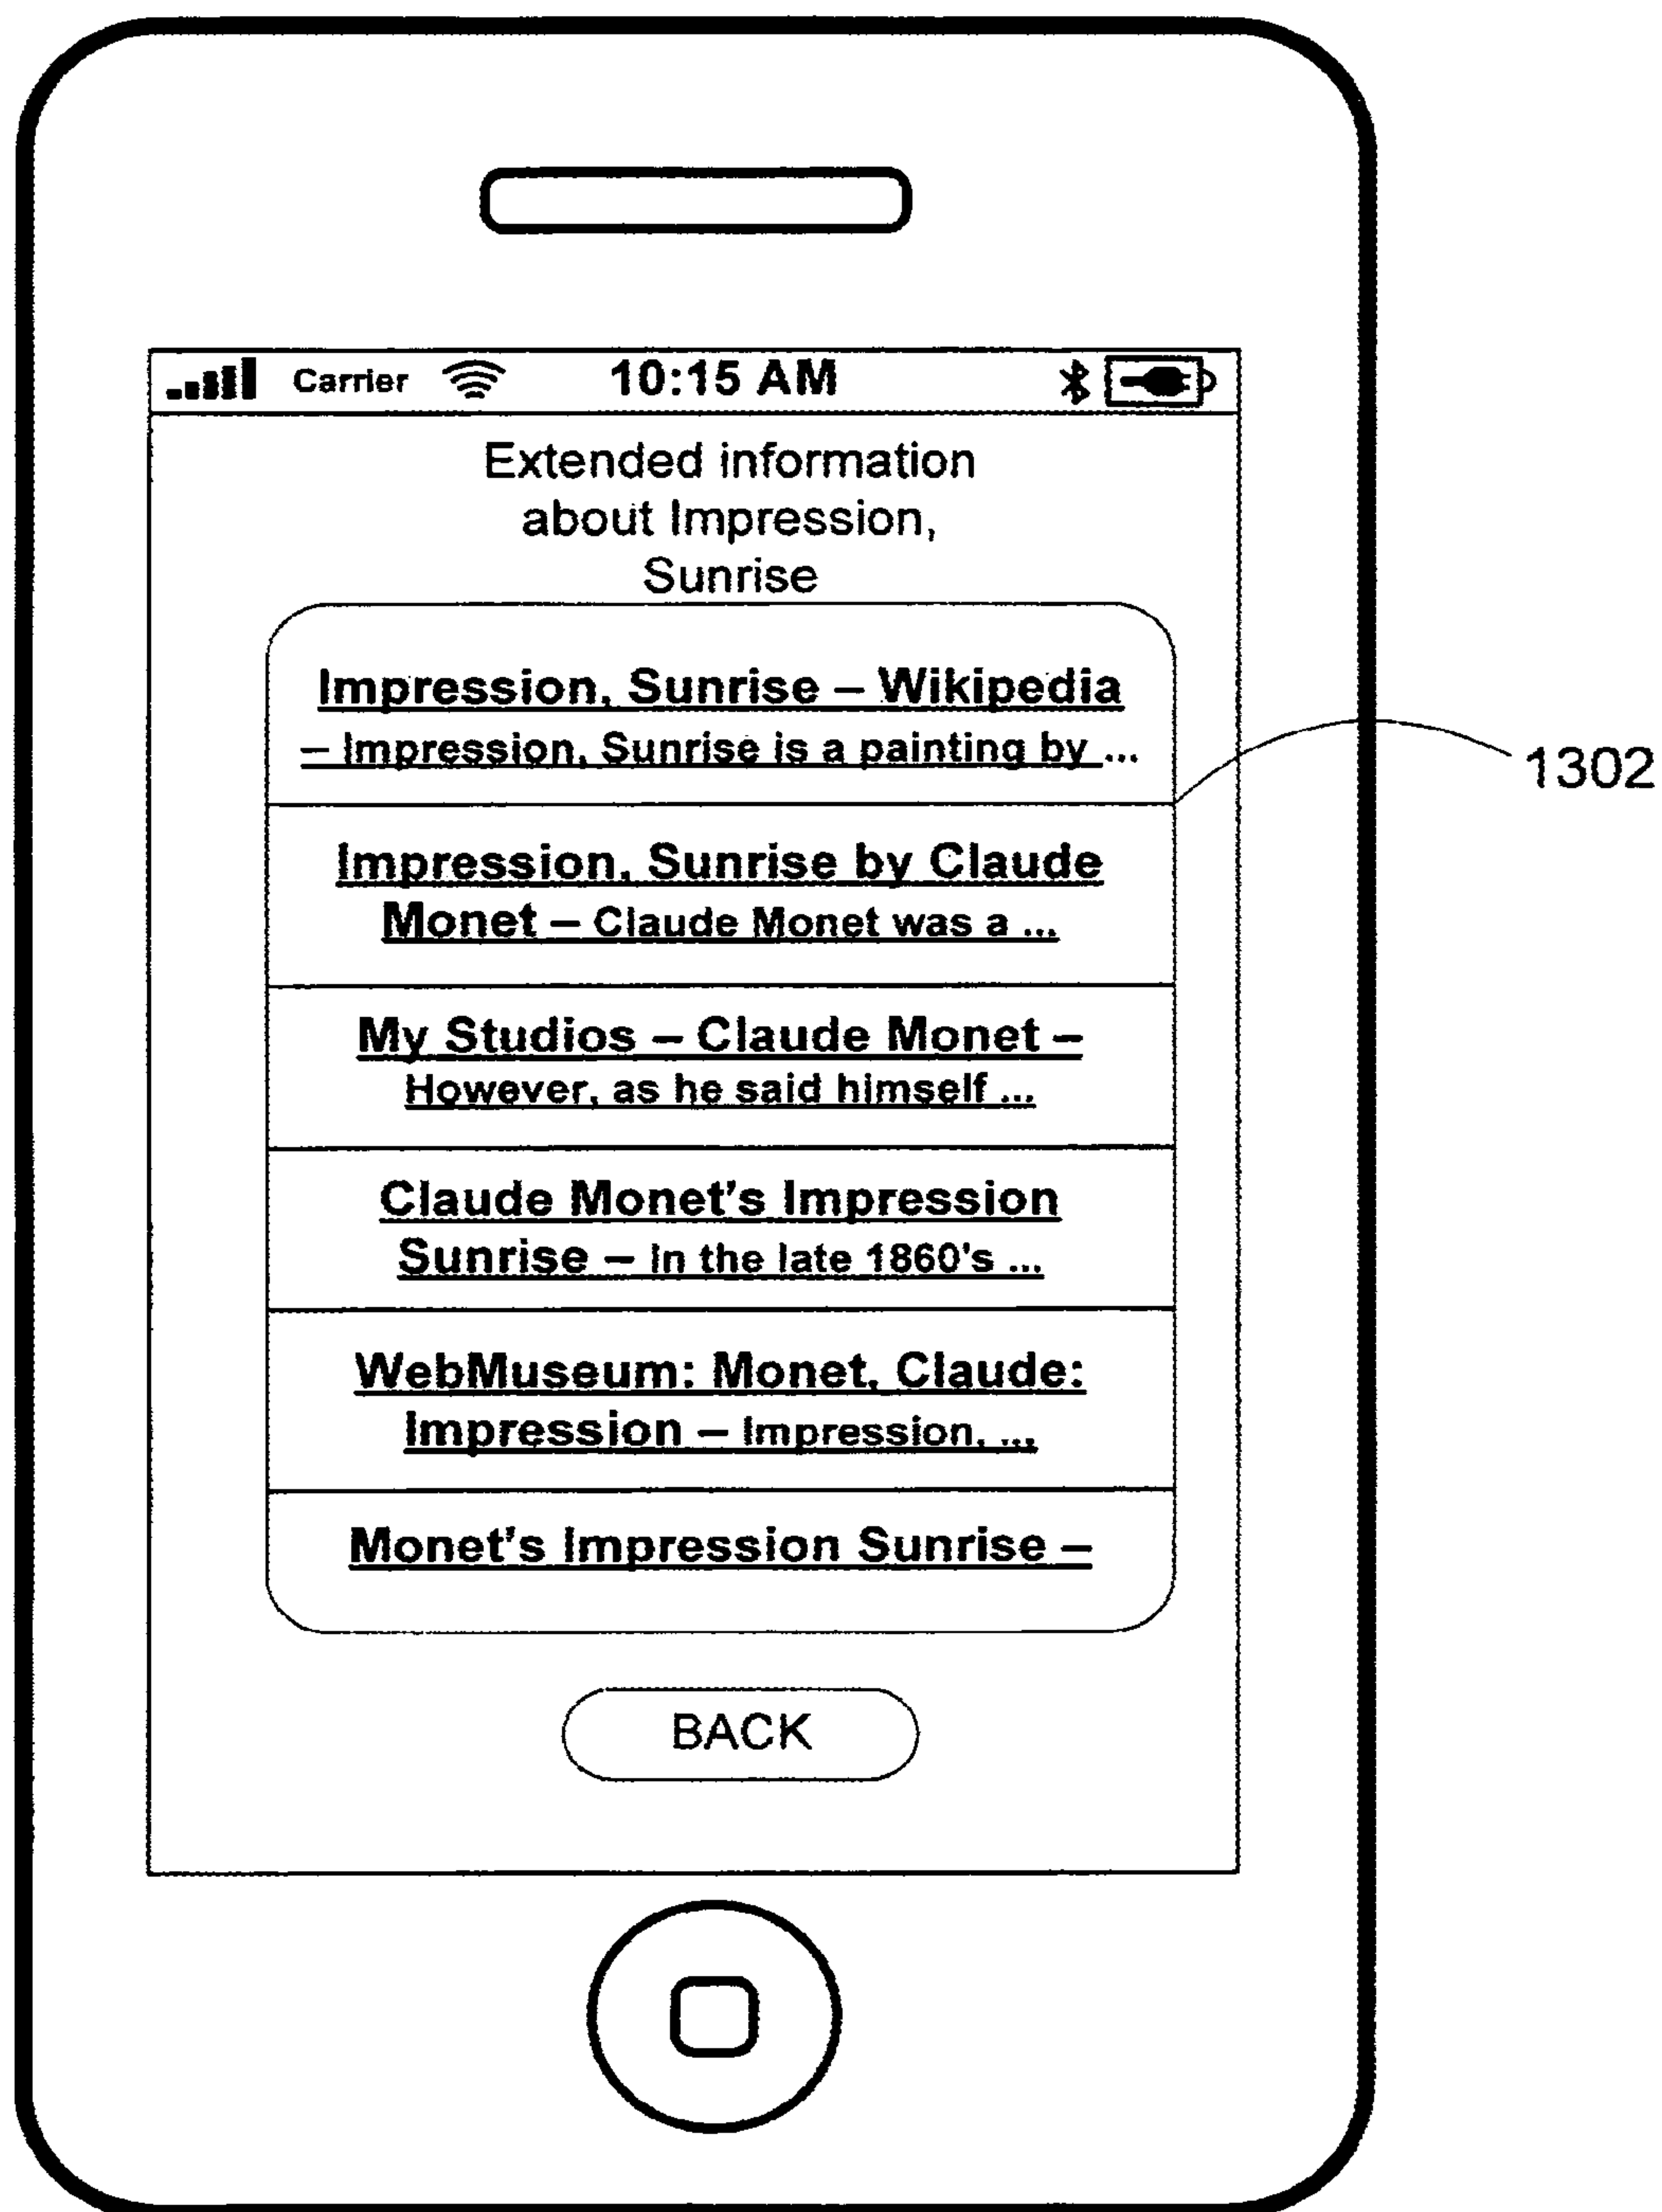 Carrier 10:15 AM
Extended information
about Impression,
Sunrise
Impression, Sunrise – Wikipedia
– Impression, Sunrise is a painting by ...
1302
Impression, Sunrise by Claude
Monet – Claude Monet was a ...
My Studios – Claude Monet –
However, as he said himself ...
Claude Monet's Impression
Sunrise – In the late 1860's ...
WebMuseum: Monet, Claude:
Impression – Impression, ...
Monet's Impression Sunrise –
BACK